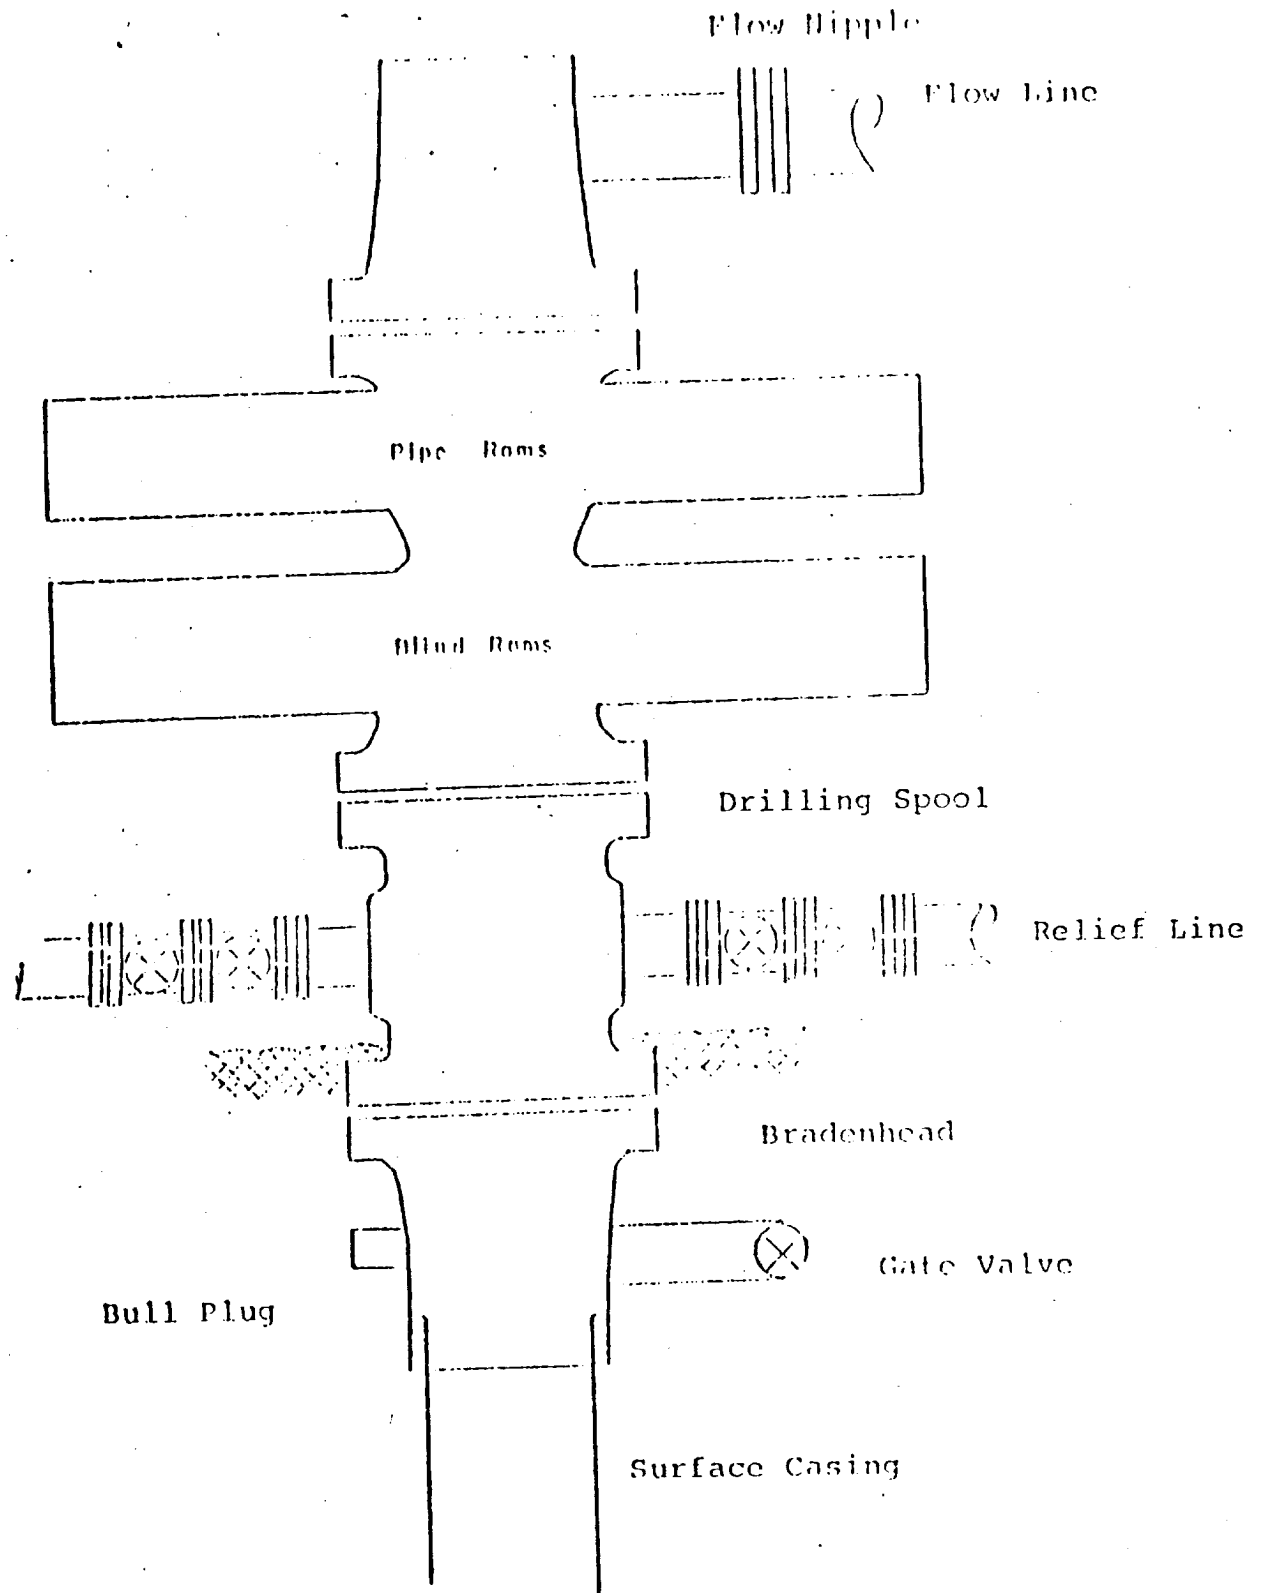 Flow Nipple
Flow Line
Pipe Rams
Blind Rams
Drilling Spool
Relief Line
Bradenhead
Gate Valve
Bull Plug
Surface Casing